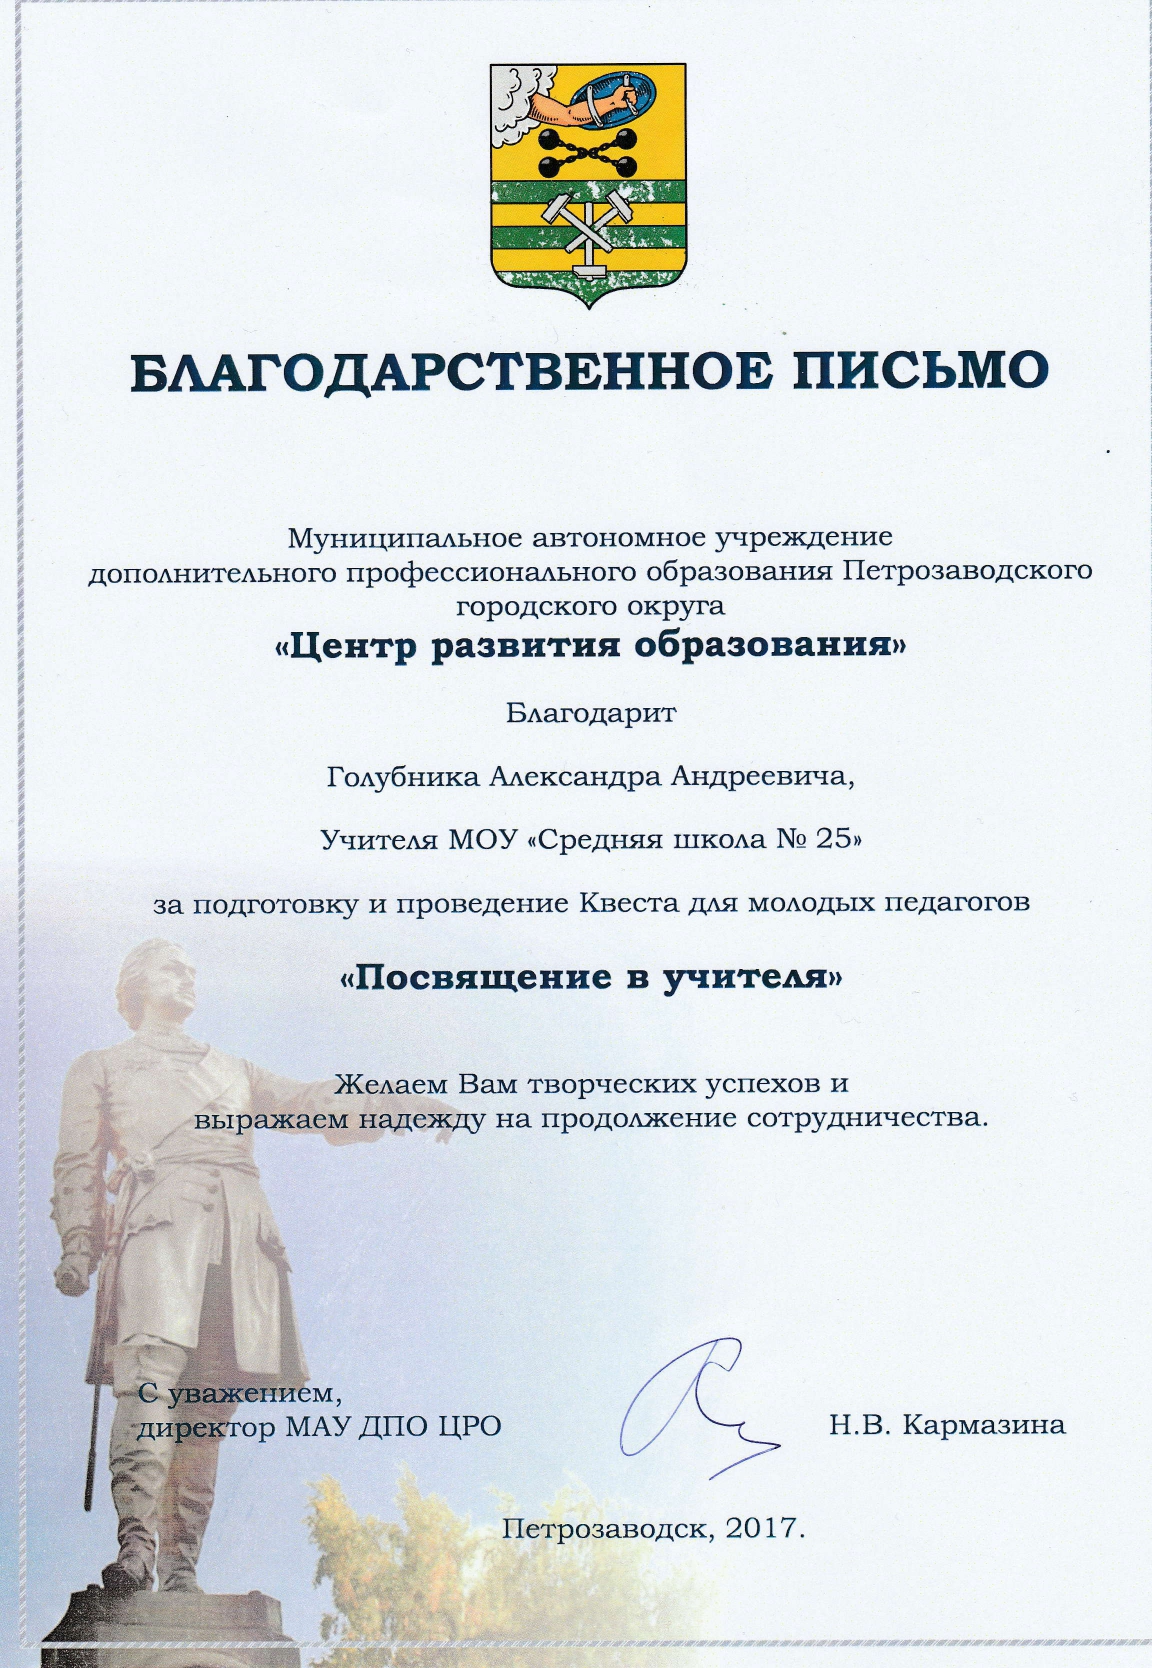 БЛАГОДАРСТВЕННОЕ ПИСЬМО
Муниципальное автономное учреждение
дополнительного профессионального образования Петрозаводского
городского округа
«Центр развития образования»
Благодарит
Голубника Александра Андреевича,
Учителя МОУ «Средняя школа № 25»
за подготовку и проведение Квеста для молодых педагогов
«Посвящение в учителя»
Желаем Вам творческих успехов и
выражаем надежду на продолжение сотрудничества.
С уважением,
директор МАУ ДПО ЦРО
Н.В. Кармазина
Петрозаводск, 2017.